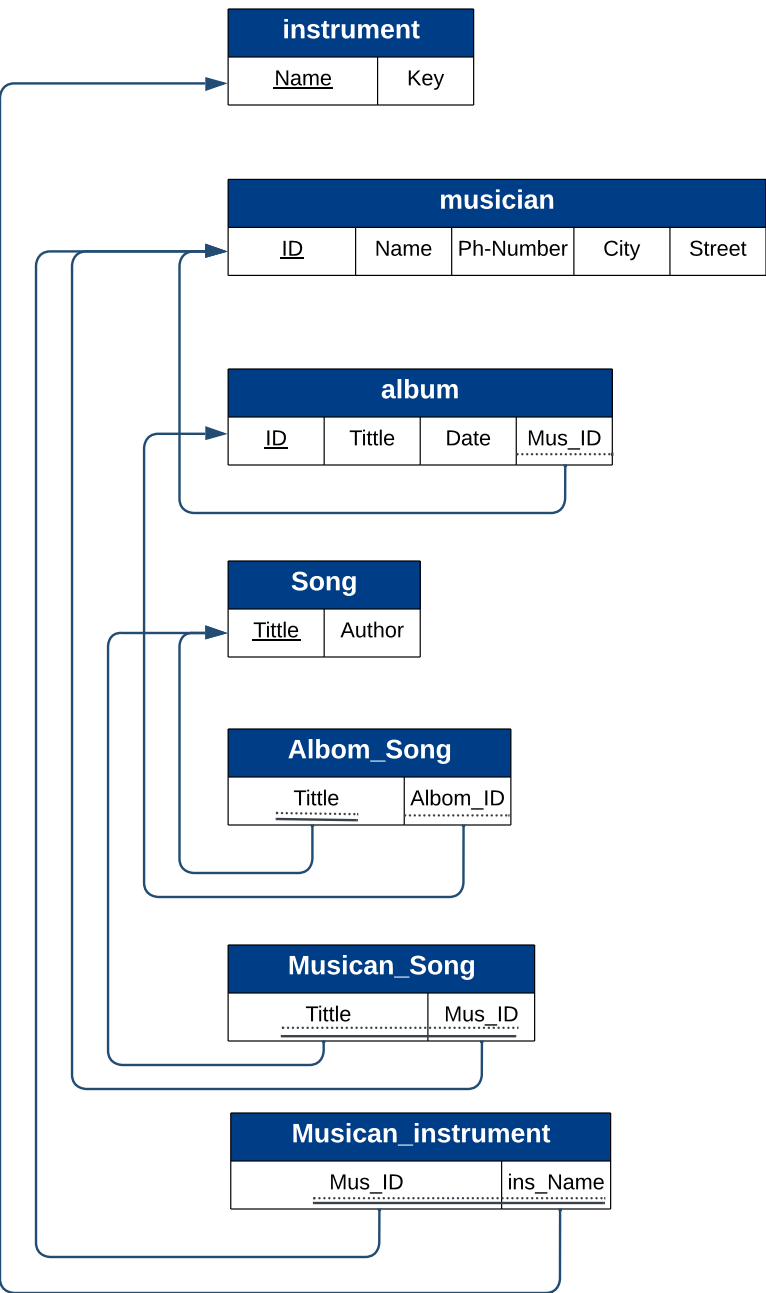 instrument
Name Key
musician
ID Name Ph-Number City Street
album
ID Tittle Date Mus_ID
Song
Tittle Author
Albom_Song
Tittle Albom_ID
Musican_Song
Tittle Mus_ID
Musican_instrument
Mus_ID ins_Name